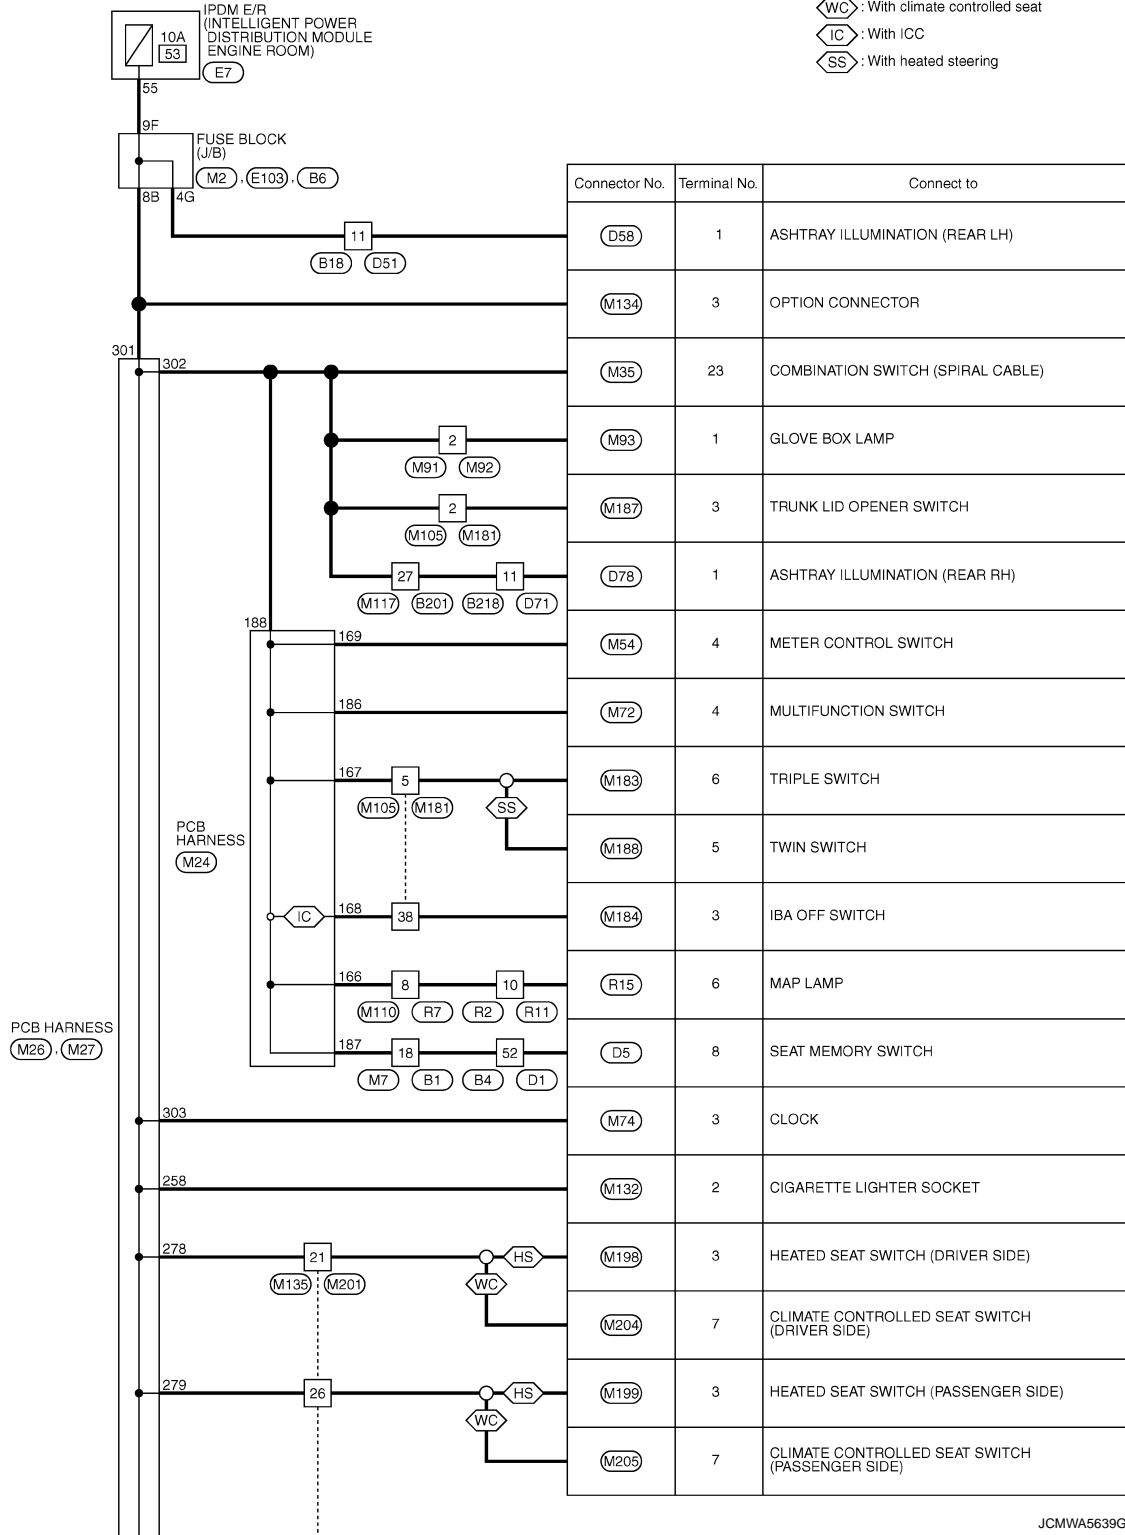 IPDM E/R
(INTELLIGENT POWER
DISTRIBUTION MODULE
ENGINE ROOM)
E7
10A
53
55
WC : With climate controlled seat
IC : With ICC
SS : With heated steering
9F
FUSE BLOCK
(J/B)
M2 , E103 , B6
8B 4G
Connector No. Terminal No. Connect to
11
B18 D51
D58 1 ASHTRAY ILLUMINATION (REAR LH)
M134 3 OPTION CONNECTOR
301
302
M35 23 COMBINATION SWITCH (SPIRAL CABLE)
2
M91 M92
M93 1 GLOVE BOX LAMP
2
M105 M181
M187 3 TRUNK LID OPENER SWITCH
27 11
M117 B201 B218 D71
D78 1 ASHTRAY ILLUMINATION (REAR RH)
188
169
M54 4 METER CONTROL SWITCH
186
M72 4 MULTIFUNCTION SWITCH
167
5
M105 M181
SS
M183 6 TRIPLE SWITCH
PCB
HARNESS
M24
M188 5 TWIN SWITCH
IC
168
38
M184 3 IBA OFF SWITCH
166
8 10
M110 R7 R2 R11
R15 6 MAP LAMP
PCB HARNESS
M26 , M27
187
18 52
M7 B1 B4 D1
D5 8 SEAT MEMORY SWITCH
303
M74 3 CLOCK
258
M132 2 CIGARETTE LIGHTER SOCKET
278
21
M135 M201
HS
WC
M198 3 HEATED SEAT SWITCH (DRIVER SIDE)
M204 7 CLIMATE CONTROLLED SEAT SWITCH
(DRIVER SIDE)
279
26
HS
WC
M199 3 HEATED SEAT SWITCH (PASSENGER SIDE)
M205 7 CLIMATE CONTROLLED SEAT SWITCH
(PASSENGER SIDE)
JCMWA5639G